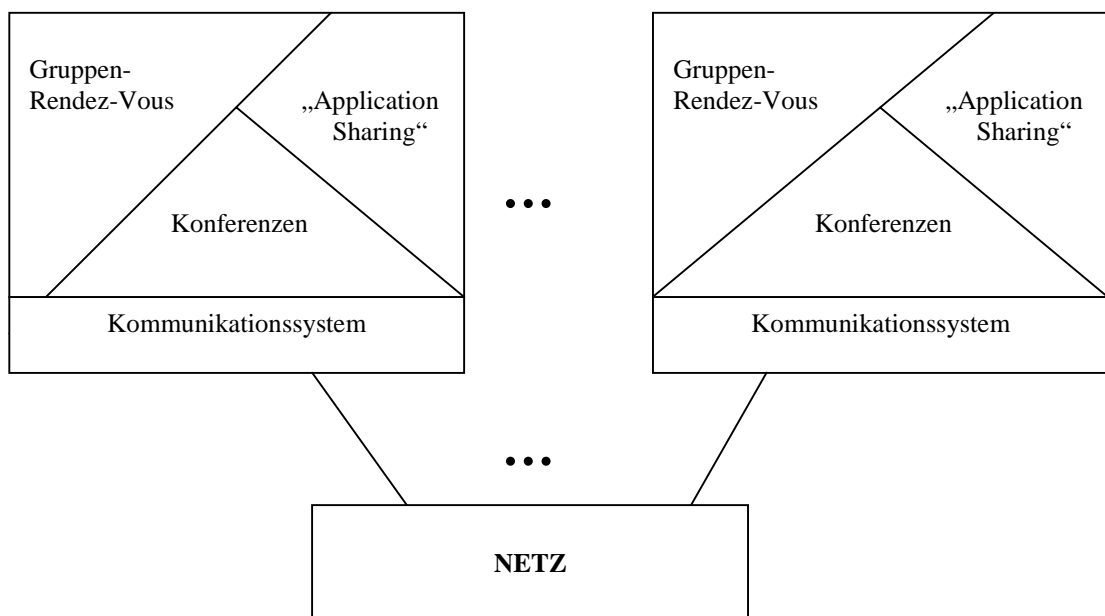 Gruppen-
Rendez-Vous
„Application
Sharing“
Konferenzen
Kommunikationssystem
...
Gruppen-
Rendez-Vous
„Application
Sharing“
Konferenzen
Kommunikationssystem
...
NETZ